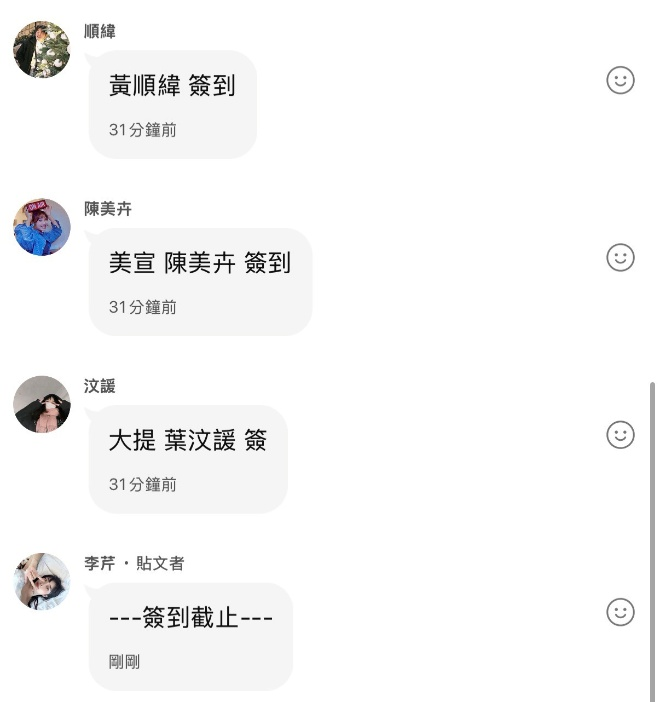 順緯
黃順緯 簽到
31分鐘前
陳美卉
美宣 陳美卉 簽到
31分鐘前
汶諼
大提 葉汶諼 簽
31分鐘前
李芹・貼文者
---簽到截止---
剛剛